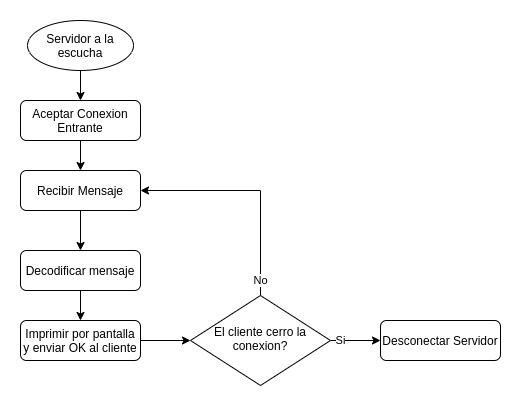 Servidor a la
escucha
Aceptar Conexion
Entrante
Recibir Mensaje
Decodificar mensaje
Imprimir por pantalla
y enviar OK al cliente
No
El cliente cerro la
conexion?
Si
Desconectar Servidor